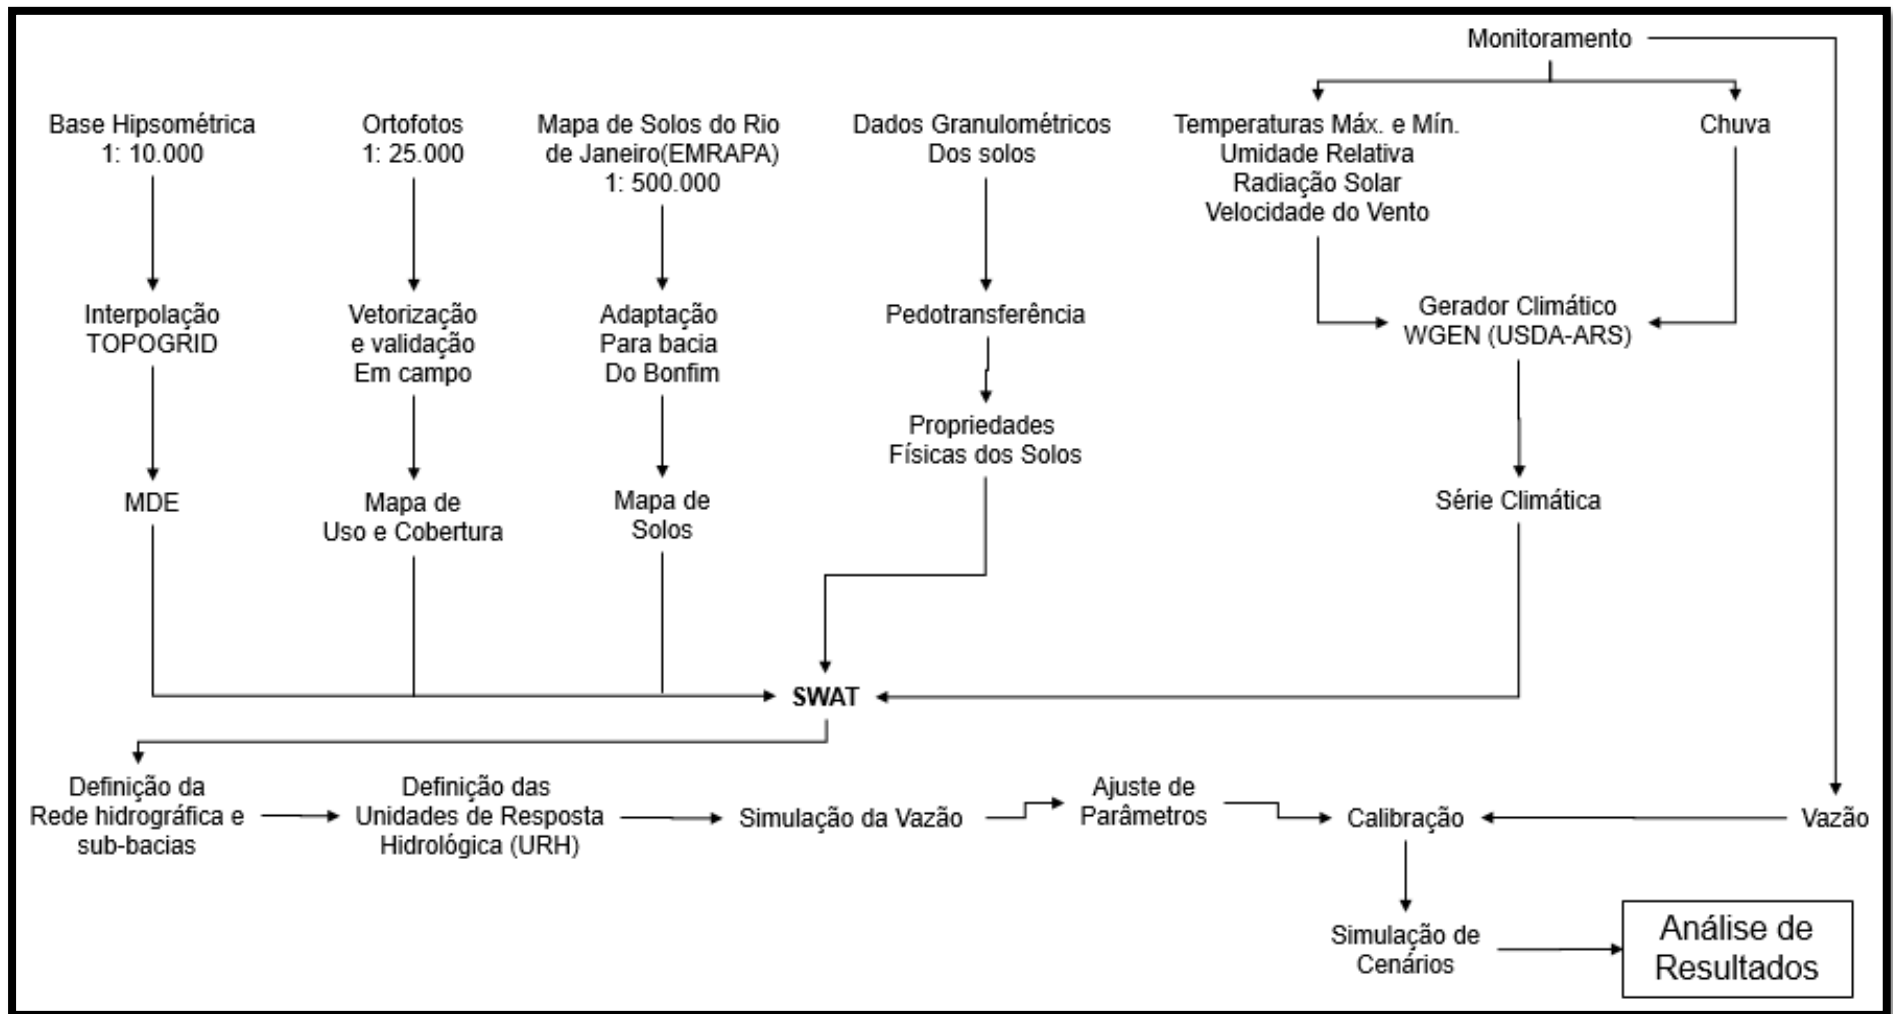 Monitoramento
Base Hipsométrica
1: 10.000
Ortofotos
1: 25.000
Mapa de Solos do Rio
de Janeiro(EMRAPA)
1: 500.000
Dados Granulométricos
Dos solos
Temperaturas Máx. e Mín.
Umidade Relativa
Radiação Solar
Velocidade do Vento
Chuva
Interpolação
TOPOGRID
Vetorização
e validação
Em campo
Adaptação
Para bacia
Do Bonfim
Pedotransferência
Gerador Climático
WGEN (USDA-ARS)
Propriedades
Físicas dos Solos
MDE
Mapa de
Uso e Cobertura
Mapa de
Solos
Série Climática
SWAT
Definição da
Rede hidrográfica e
sub-bacias
Definição das
Unidades de Resposta
Hidrológica (URH)
Simulação da Vazão
Ajuste de
Parâmetros
Calibração
Vazão
Simulação de
Cenários
Análise de
Resultados